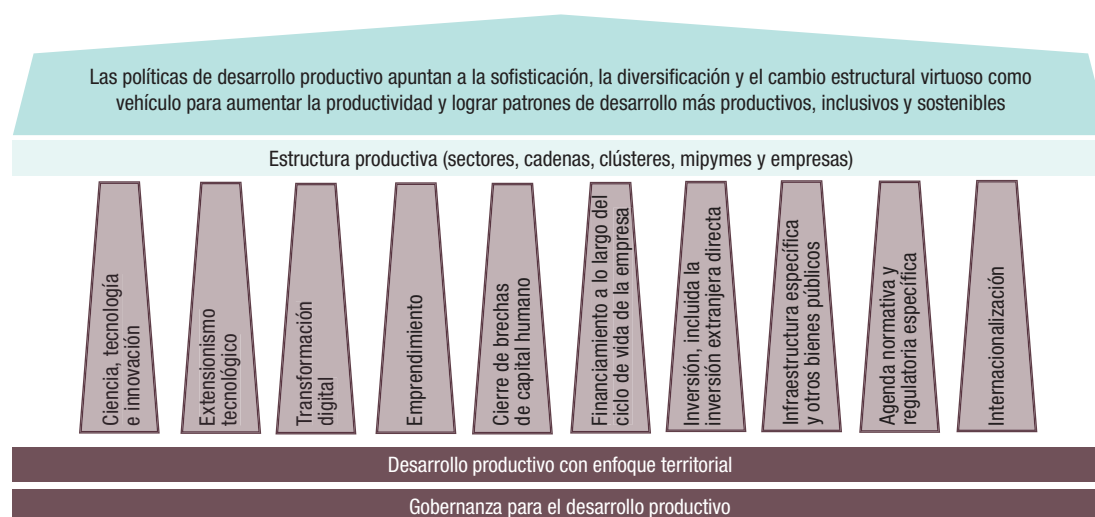 Las políticas de desarrollo productivo apuntan a la sofisticación, la diversificación y el cambio estructural virtuoso como
vehículo para aumentar la productividad y lograr patrones de desarrollo más productivos, inclusivos y sostenibles
Estructura productiva (sectores, cadenas, clústeres, mipymes y empresas)
Ciencia, tecnología
e innovación
Extensionismo
tecnológico
Transformación
digital
Emprendimiento
Cierre de brechas
de capital humano
Financiamiento a lo largo del
ciclo de vida de la empresa
Inversión, incluida la
inversión extranjera directa
Infraestructura específica
y otros bienes públicos
Agenda normativa y
regulatoria específica
Internacionalización
Desarrollo productivo con enfoque territorial
Gobernanza para el desarrollo productivo